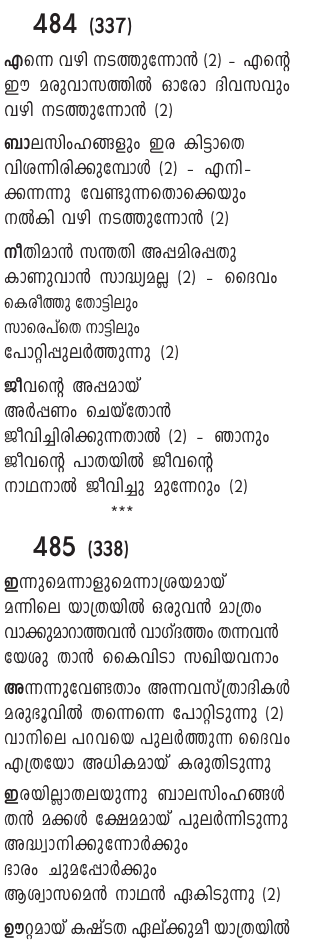 484 (337)
എന്നെ വഴി നടത്തുന്നോൻ (2) - എന്റെ
ഈ മരുവാസത്തിൽ ഓരോ ദിവസവും
വഴി നടത്തുന്നോൻ (2)
ബാലസിംഹങ്ങളും ഇര കിട്ടാതെ
വിശന്നിരിക്കുമ്പോൾ (2) - എനി-
ക്കന്നന്നു വേണ്ടുന്നതൊക്കെയും
നൽകി വഴി നടത്തുന്നോൻ (2)
നീതിമാൻ സന്തതി അപ്പമിരപ്പതു
കാണുവാൻ സാദ്ധ്യമല്ല (2) - ദൈവം
കെരീത്തു തോട്ടിലും
സാരെപ്തെ നാട്ടിലും
പോറ്റിപ്പുലർത്തുന്നു (2)
ജീവന്റെ അപ്പമായ്
അർപ്പണം ചെയ്തോൻ
ജീവിച്ചിരിക്കുന്നതാൽ (2) - ഞാനും
ജീവന്റെ പാതയിൽ ജീവന്റെ
നാഥനാൽ ജീവിച്ചു മുന്നേറും (2)
***
485 (338)
ഇന്നുമെന്നാളുമെന്നാശ്രയമായ്
മന്നിലെ യാത്രയിൽ ഒരുവൻ മാത്രം
വാക്കുമാറാത്തവൻ വാഗ്ദത്തം തന്നവൻ
യേശു താൻ കൈവിടാ സഖിയവനാം
അന്നന്നുവേണ്ടതാം അന്നവസ്ത്രാദികൾ
മരുഭൂവിൽ തന്നെന്നെ പോറ്റിടുന്നു (2)
വാനിലെ പറവയെ പുലർത്തുന്ന ദൈവം
എത്രയോ അധികമായ് കരുതിടുന്നു
ഇരയില്ലാതലയുന്നു ബാലസിംഹങ്ങൾ
തൻ മക്കൾ ക്ഷേമമായ് പുലർന്നിടുന്നു
അദ്ധ്വാനിക്കുന്നോർക്കും
ഭാരം ചുമപ്പോർക്കും
ആശ്വാസമെൻ നാഥൻ ഏകിടുന്നു (2)
ഊറ്റമായ് കഷ്ടത ഏല്ക്കുമീ യാത്രയിൽ